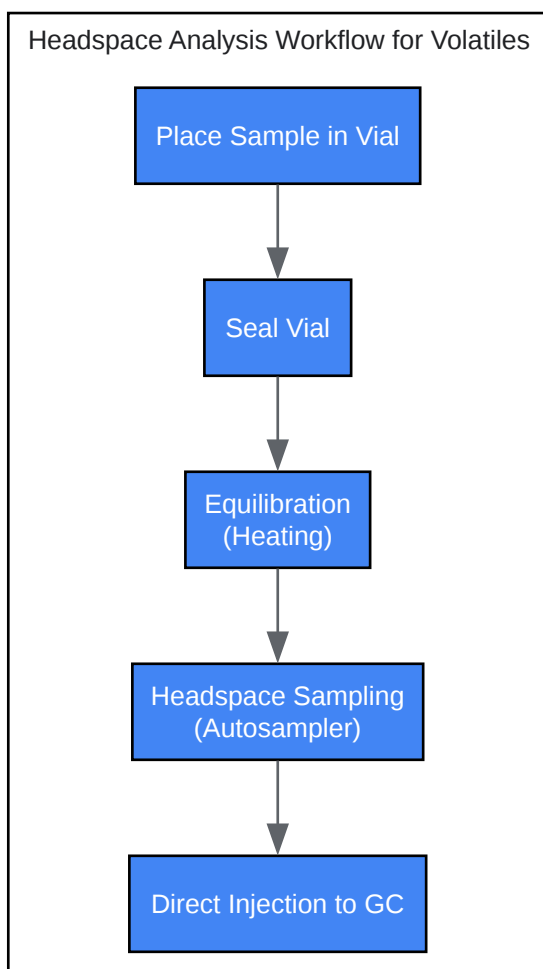 Headspace Analysis Workflow for Volatiles
Place Sample in Vial
Seal Vial
Equilibration
(Heating)
Headspace Sampling
(Autosampler)
Direct Injection to GC